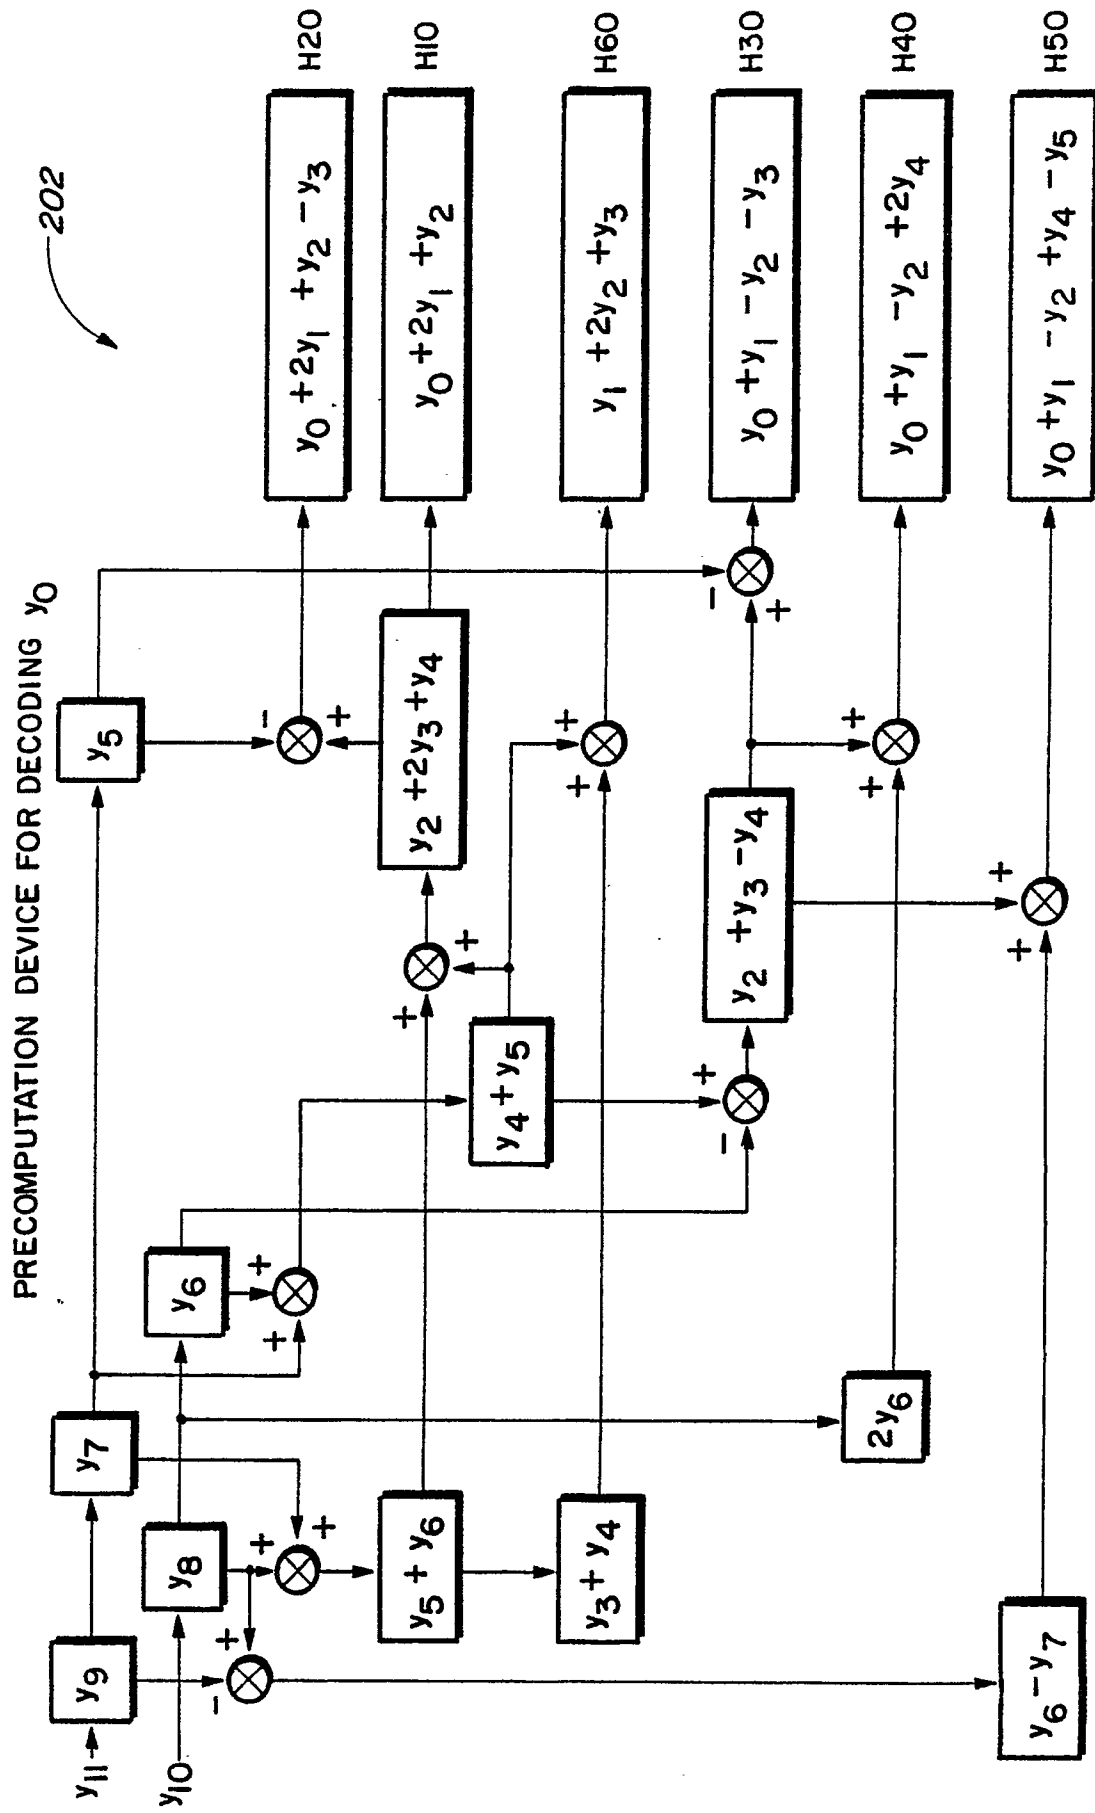 PRECOMPUTATION DEVICE FOR DECODING y0
202
y11
y9
y7
y5
y10
y8
y6
-
+
+
+
+
+
-
+
y0 + 2y1 + y2 - y3
H20
y5 + y6
+
+
y2 + 2y3 + y4
y0 + 2y1 + y2
H10
y4 + y5
y3 + y4
+
+
y1 + 2y2 + y3
H60
-
+
y2 + y3 - y4
-
+
y0 + y1 - y2 - y3
H30
2y6
+
+
y0 + y1 - y2 + 2y4
H40
y6 - y7
+
+
y0 + y1 - y2 + y4 - y5
H50